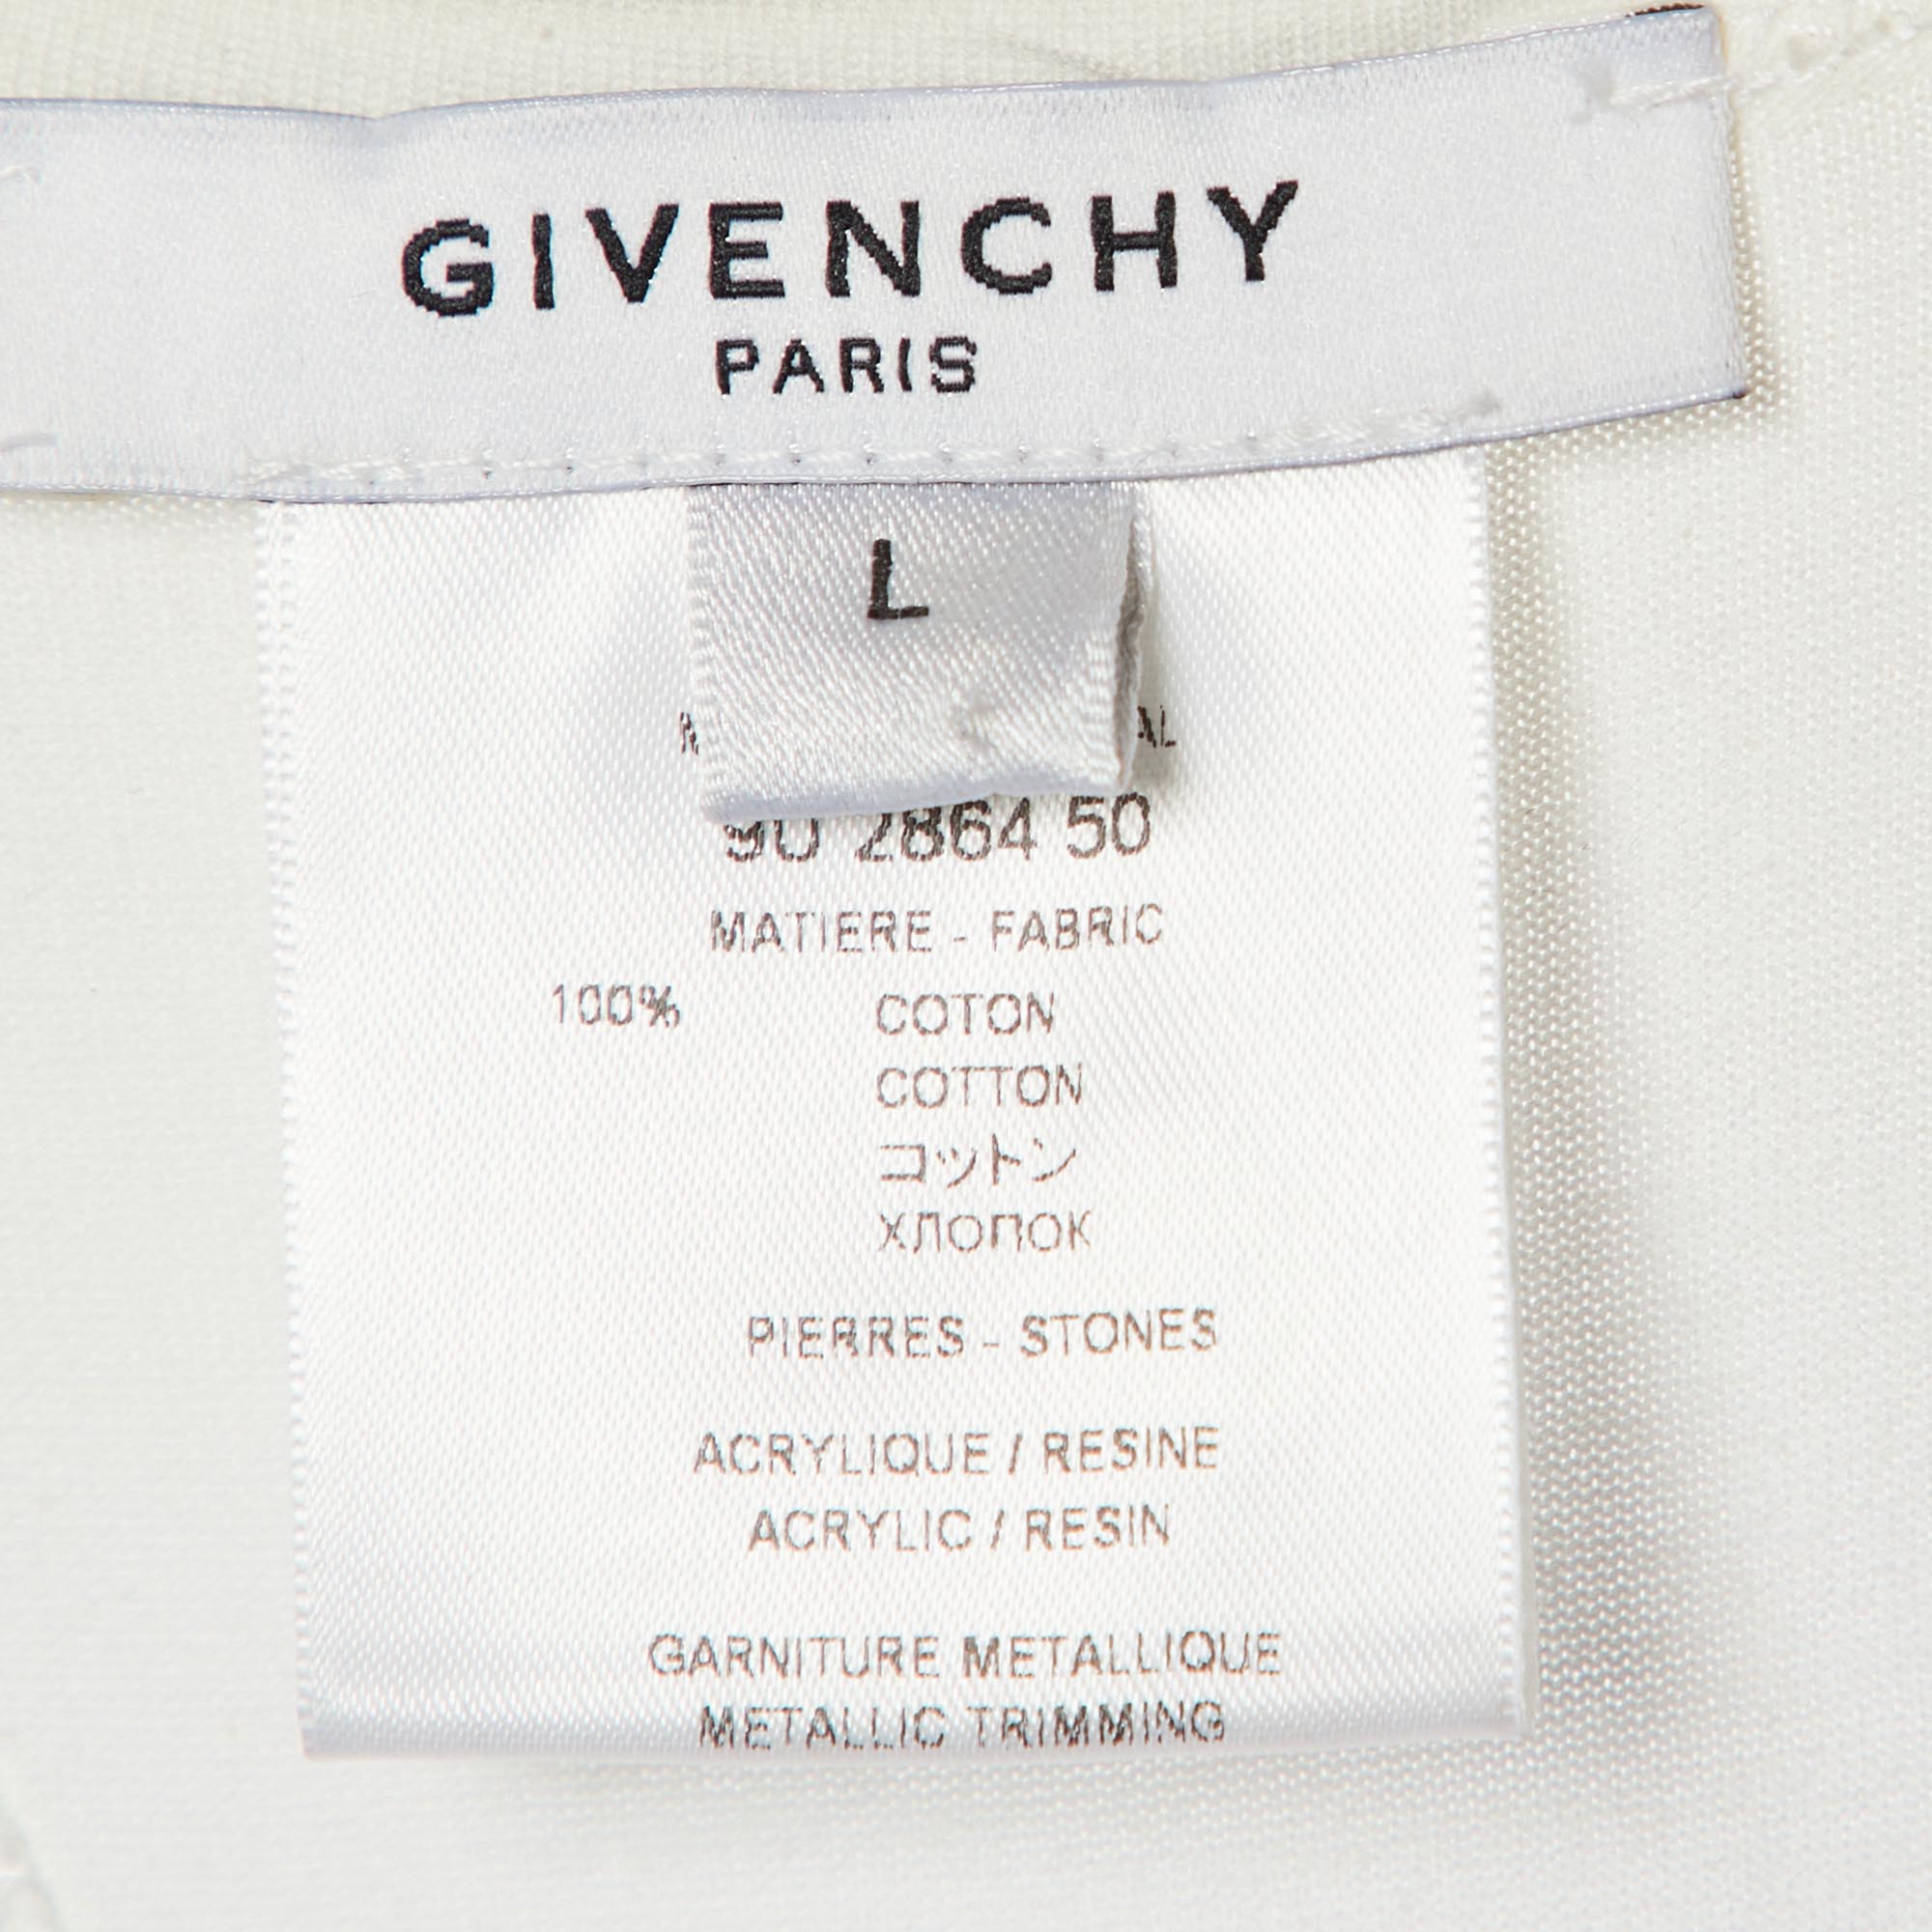 GIVENCHY
PARIS
L
90 2864 50
MATIERE - FABRIC
100% COTON
COTTON
コットン
ХЛОПОК
PIERRES - STONES
ACRYLIQUE / RESINE
ACRYLIC / RESIN
GARNITURE METALLIQUE
METALLIC TRIMMING